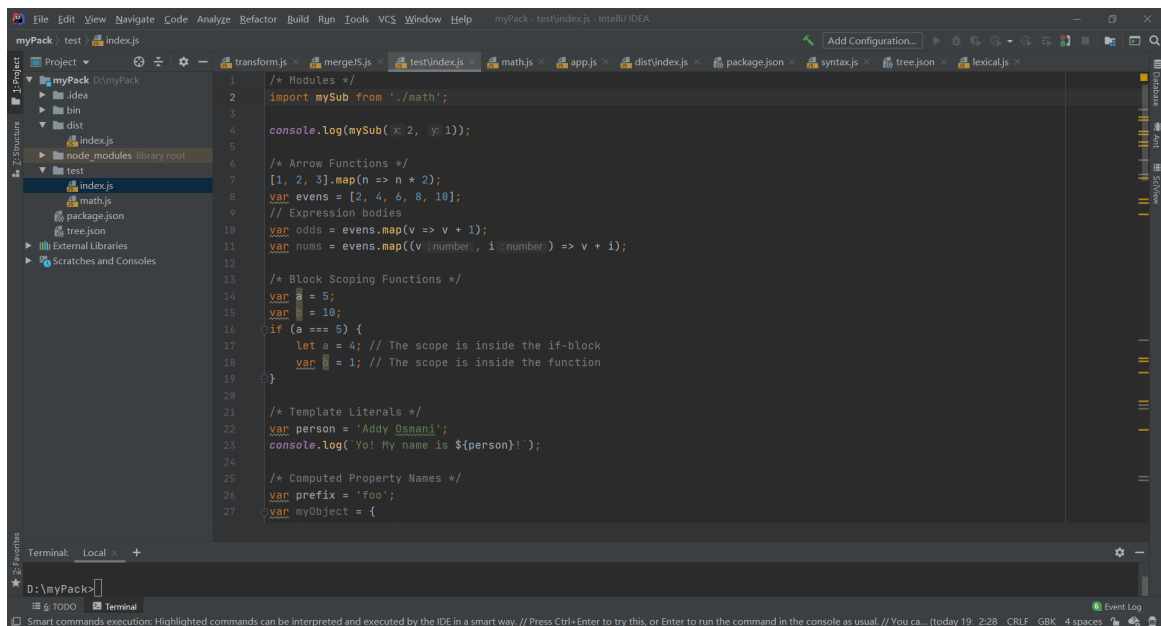 File Edit View Navigate Code Analyze Refactor Build Run Tools VCS Window Help myPack - test\index.js - IntelliJ IDEA
myPack test index.js Add Configuration...
1: Project
Project
transform.js mergeJS.js test\index.js math.js app.js dist\index.js package.json syntax.js tree.json lexical.js
myPack D:\myPack
.idea
bin
dist
index.js
node_modules library root
test
index.js
math.js
package.json
tree.json
External Libraries
Scratches and Consoles
Z: Structure
2: Favorites
1 /* Modules */
2 import mySub from './math';
3
4 console.log(mySub( x: 2, y: 1));
5
6 /* Arrow Functions */
7 [1, 2, 3].map(n => n * 2);
8 var evens = [2, 4, 6, 8, 10];
9 // Expression bodies
10 var odds = evens.map(v => v + 1);
11 var nums = evens.map((v : number , i : number ) => v + i);
12
13 /* Block Scoping Functions */
14 var a = 5;
15 var b = 10;
16 if (a === 5) {
17 let a = 4; // The scope is inside the if-block
18 var b = 1; // The scope is inside the function
19 }
20
21 /* Template Literals */
22 var person = 'Addy Osmani';
23 console.log(`Yo! My name is ${person}!`);
24
25 /* Computed Property Names */
26 var prefix = 'foo';
27 var myObject = {
Database
Ant
SciView
Terminal: Local +
D:\myPack>
6: TODO Terminal 6 Event Log
Smart commands execution: Highlighted commands can be interpreted and executed by the IDE in a smart way. // Press Ctrl+Enter to try this, or Enter to run the command in the console as usual. // You ca... (today 19: 2:28 CRLF GBK 4 spaces